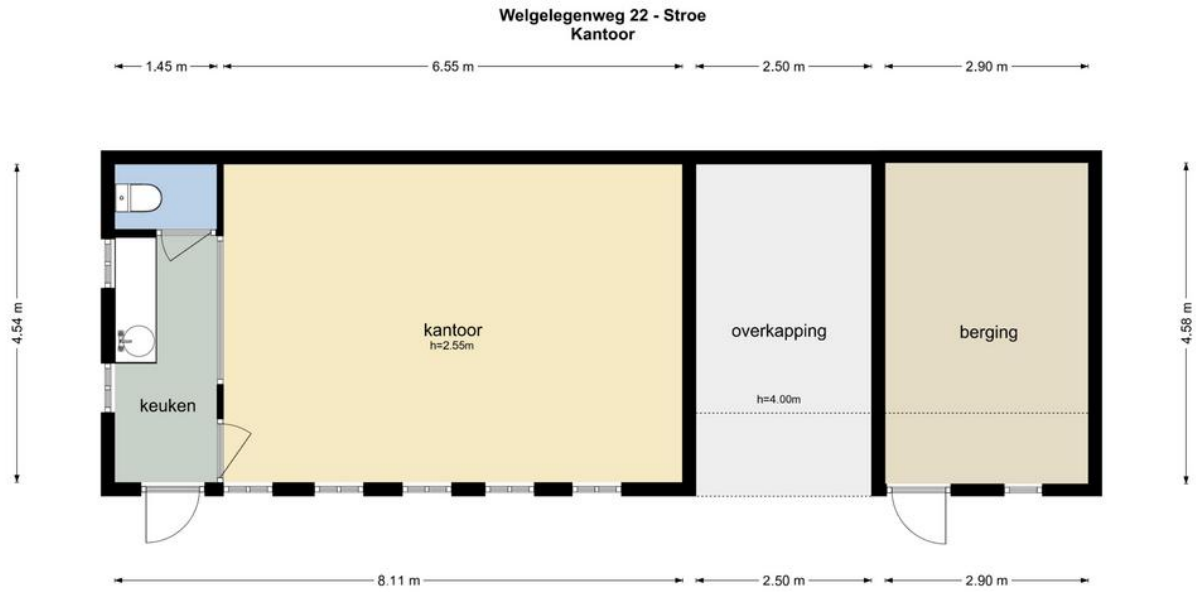 Welgelegenweg 22 - Stroe
Kantoor
1.45 m
6.55 m
2.50 m
2.90 m
4.54 m
4.58 m
kantoor
h=2.55m
overkapping
berging
h=4.00m
keuken
8.11 m
2.50 m
2.90 m